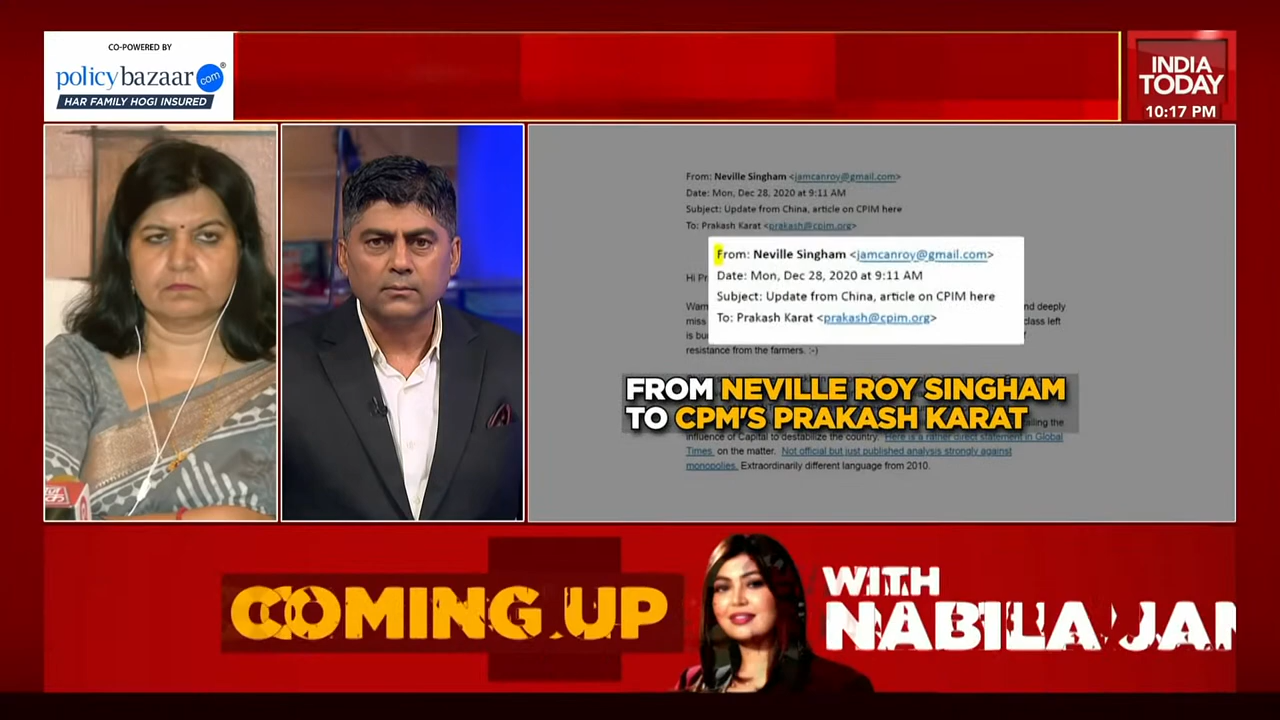 CO-POWERED BY
policybazaar.com®
HAR FAMILY HOGI INSURED
INDIA
TODAY
10:17 PM
From: Neville Singham <jamcanroy@gmail.com>
Date: Mon, Dec 28, 2020 at 9:11 AM
Subject: Update from China, article on CPIM here
To: Prakash Karat <prakash@cpim.org>
From: Neville Singham <jamcanroy@gmail.com>
Date: Mon, Dec 28, 2020 at 9:11 AM
Subject: Update from China, article on CPIM here
To: Prakash Karat <prakash@cpim.org>
Hi
and deeply
miss
class left
is
resistance from the farmers. :-)
FROM NEVILLE ROY SINGHAM
TO CPM'S PRAKASH KARAT
influence of Capital to destabilize the country. Here is a rather direct statement in Global
Times on the matter. Not official but just published analysis strongly against
monopolies. Extraordinarily different language from 2010.
COMING UP
WITH
NABILA JAM